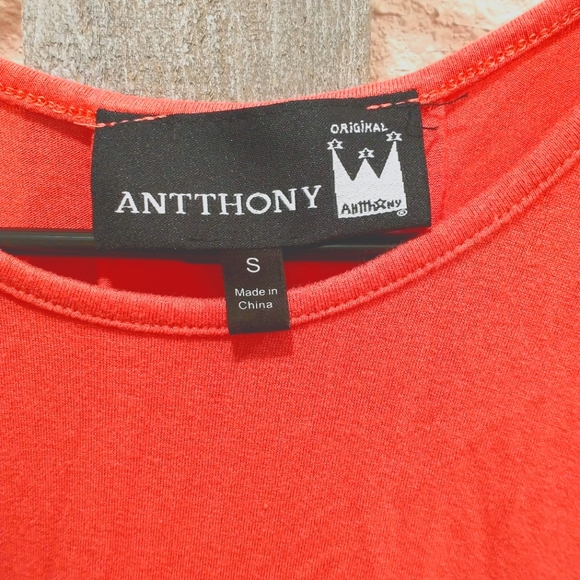 ORiGiNAL
ANTTHONY
ANttHONY
®
S
Made in
China